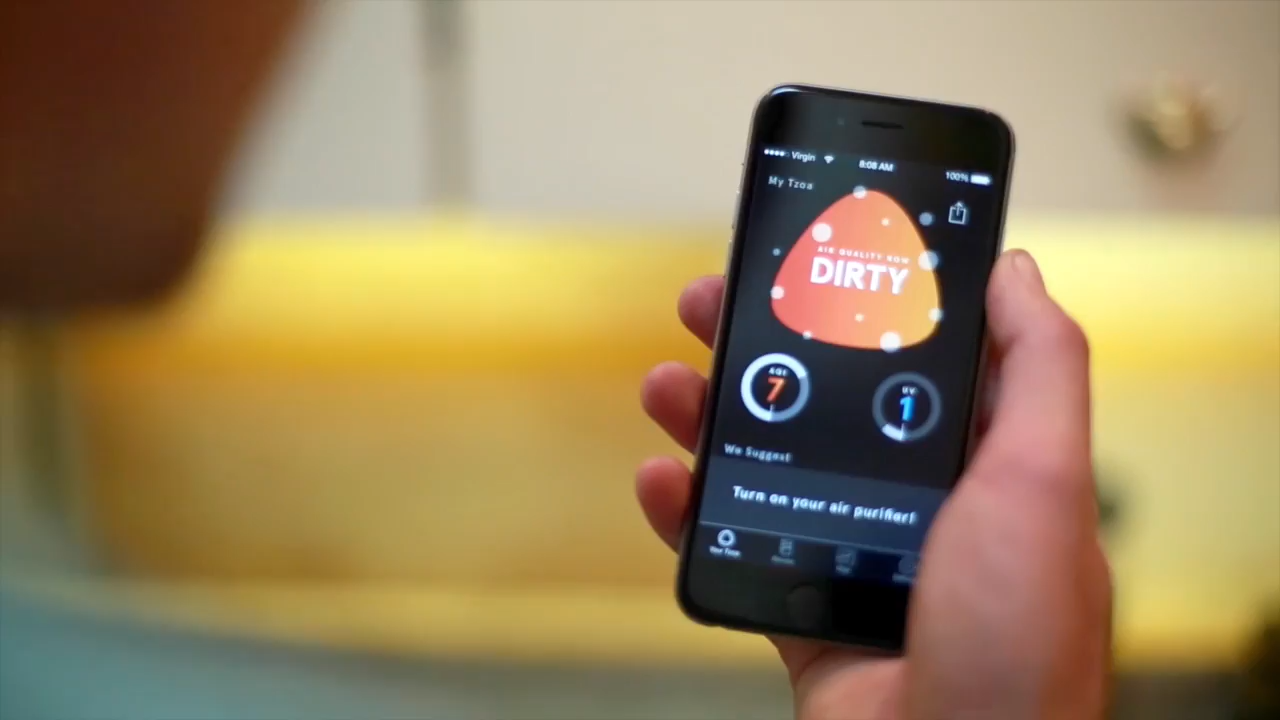 Virgin 8:08 AM 100%
My Tzoa
AIR QUALITY NOW
DIRTY
AQI
7
UV
1
We Suggest
Turn on your air purifier!